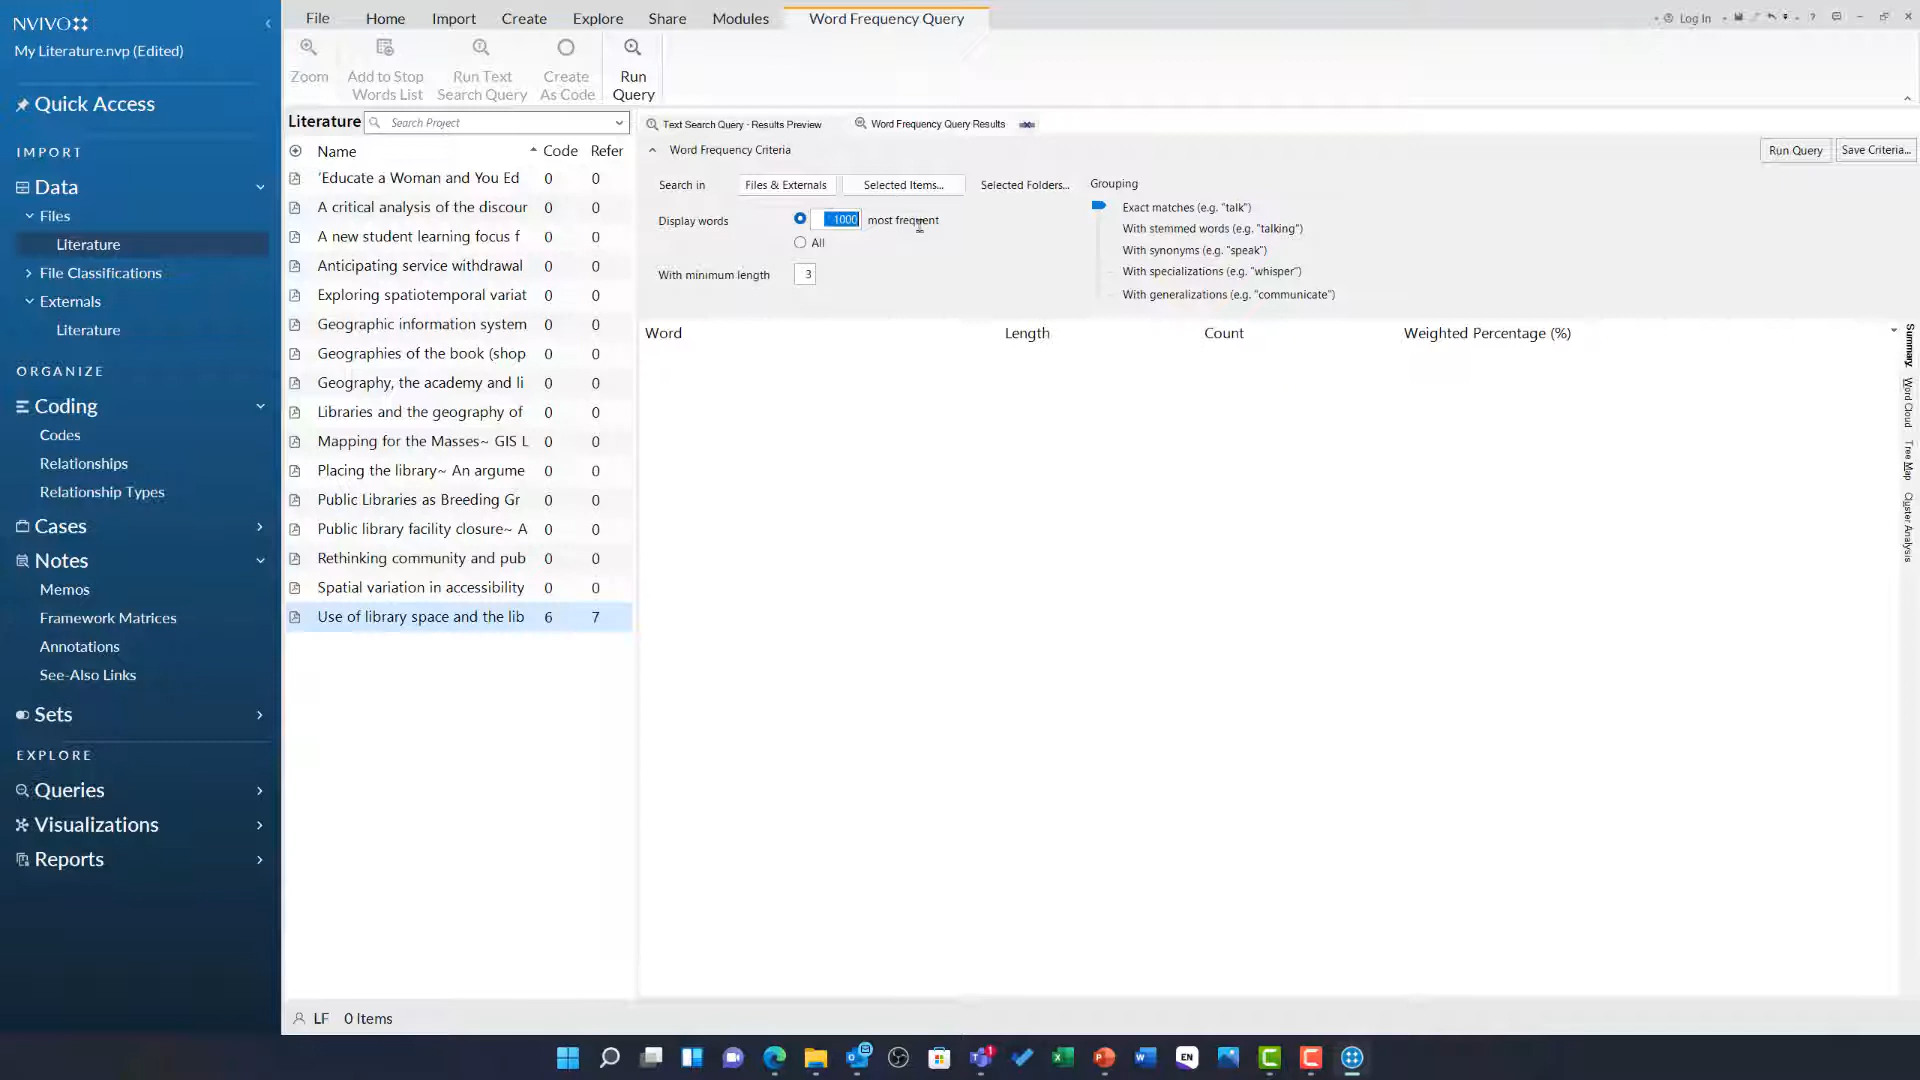 NVIVO
My Literature.nvp (Edited)
Quick Access
IMPORT
Data
Files
Literature
File Classifications
Externals
Literature
ORGANIZE
Coding
Codes
Relationships
Relationship Types
Cases
Notes
Memos
Framework Matrices
Annotations
See-Also Links
Sets
EXPLORE
Queries
Visualizations
Reports
File Home Import Create Explore Share Modules Word Frequency Query
Log In
Zoom
Add to Stop Words List
Run Text Search Query
Create As Code
Run Query
Literature Search Project
Name Code Refer
'Educate a Woman and You Ed 0 0
A critical analysis of the discour 0 0
A new student learning focus f 0 0
Anticipating service withdrawal 0 0
Exploring spatiotemporal variat 0 0
Geographic information system 0 0
Geographies of the book (shop 0 0
Geography, the academy and li 0 0
Libraries and the geography of 0 0
Mapping for the Masses~ GIS L 0 0
Placing the library~ An argume 0 0
Public Libraries as Breeding Gr 0 0
Public library facility closure~ A 0 0
Rethinking community and pub 0 0
Spatial variation in accessibility 0 0
Use of library space and the lib 6 7
Text Search Query - Results Preview Word Frequency Query Results
Word Frequency Criteria Run Query Save Criteria...
Search in Files & Externals Selected Items... Selected Folders... Grouping
Display words 1000 most frequent
All
With minimum length 3
Exact matches (e.g. "talk")
With stemmed words (e.g. "talking)
With synonyms (e.g. "speak")
With specializations (e.g. "whisper")
With generalizations (e.g. "communicate")
Word Length Count Weighted Percentage (%)
Summary
Word Cloud
Tree Map
Cluster Analysis
LF 0 Items
EN
1